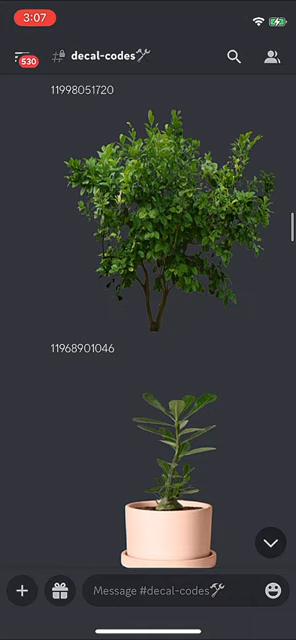 3:07
530
decal-codes🛠
11998051720
11968901046
Message #decal-codes🛠